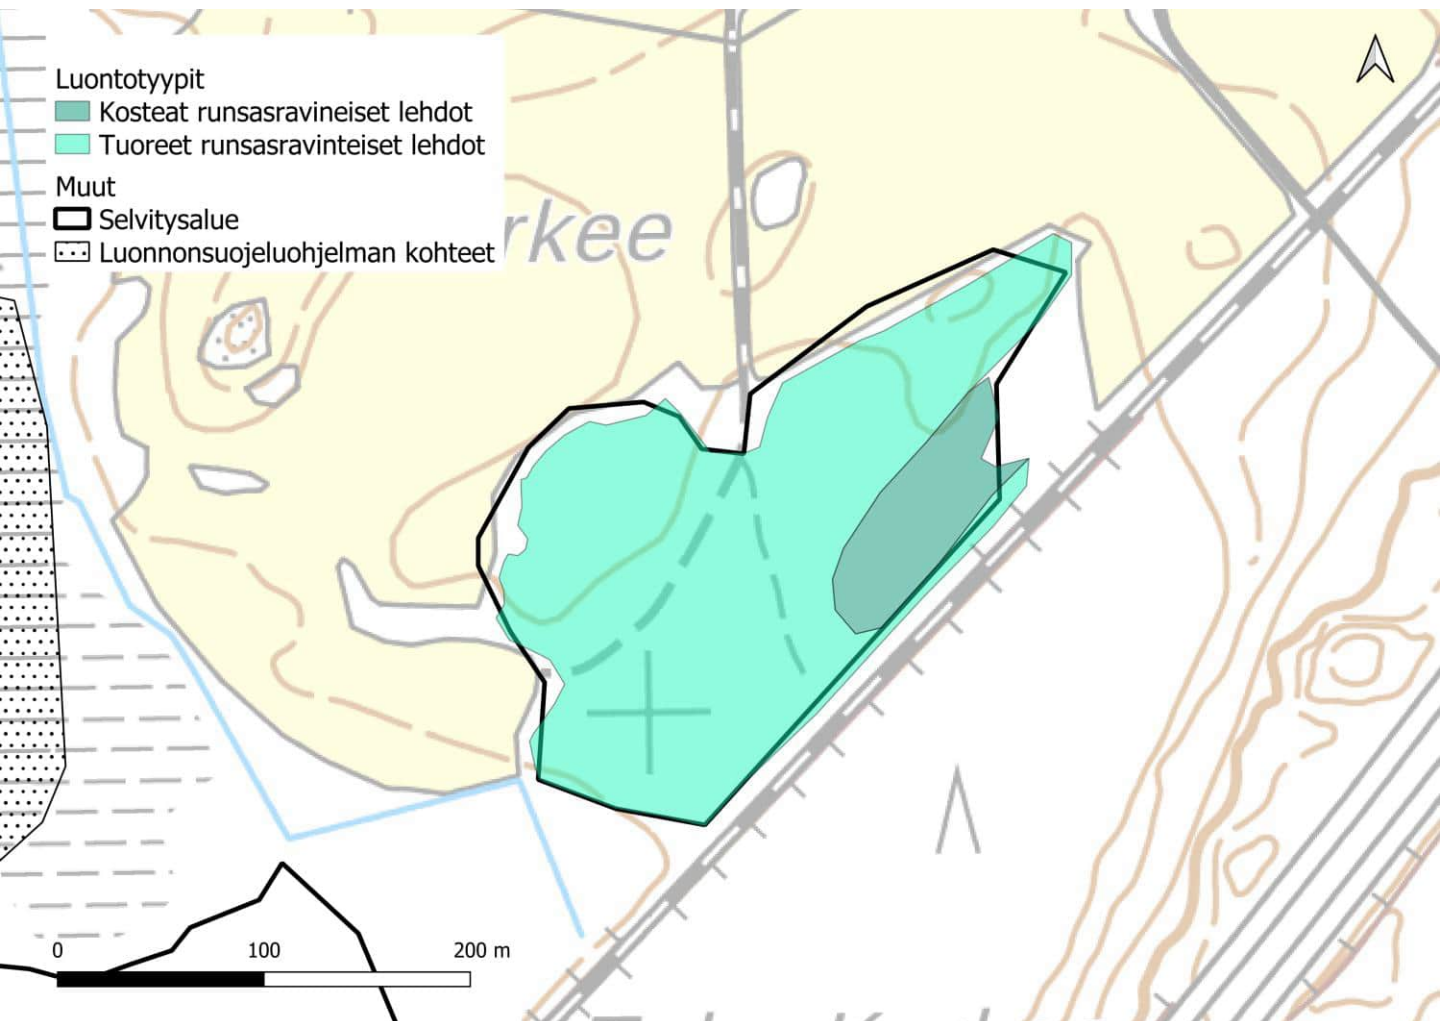 Luontotyypit
Kosteat runsasravineiset lehdot
Tuoreet runsasravinteiset lehdot
Muut
Selvitysalue
Luonnonsuojeluohjelman kohteet
rkee
0 100 200 m